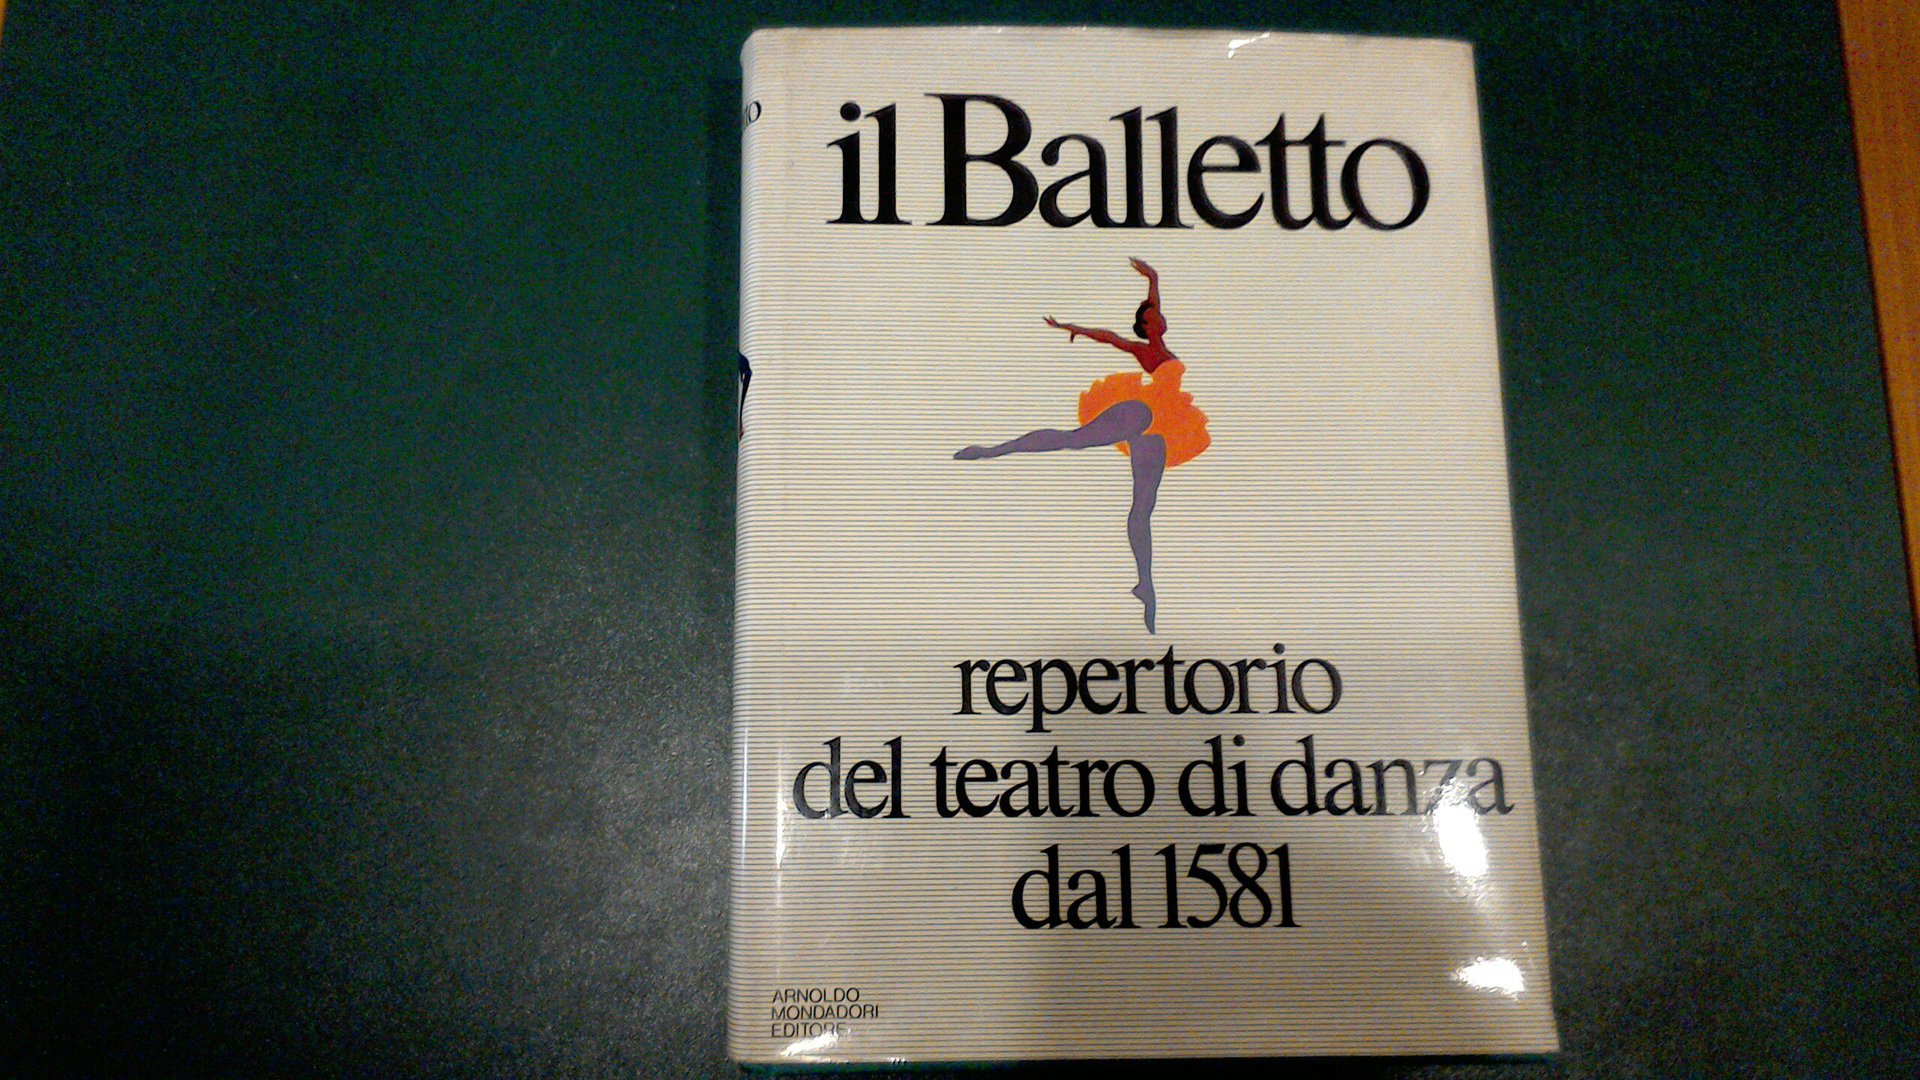 il Balletto
repertorio
del teatro di danza
dal 1581
ARNOLDO
MONDADORI
EDITORE